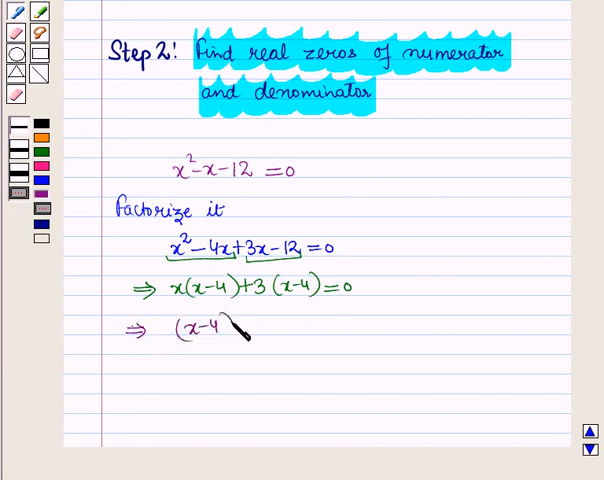 Step 2: Find real zeros of numerator
and denominator
x² - x - 12 = 0
Factorize it
x² - 4x + 3x - 12 = 0
⇒ x(x-4) + 3(x-4) = 0
⇒ (x-4)